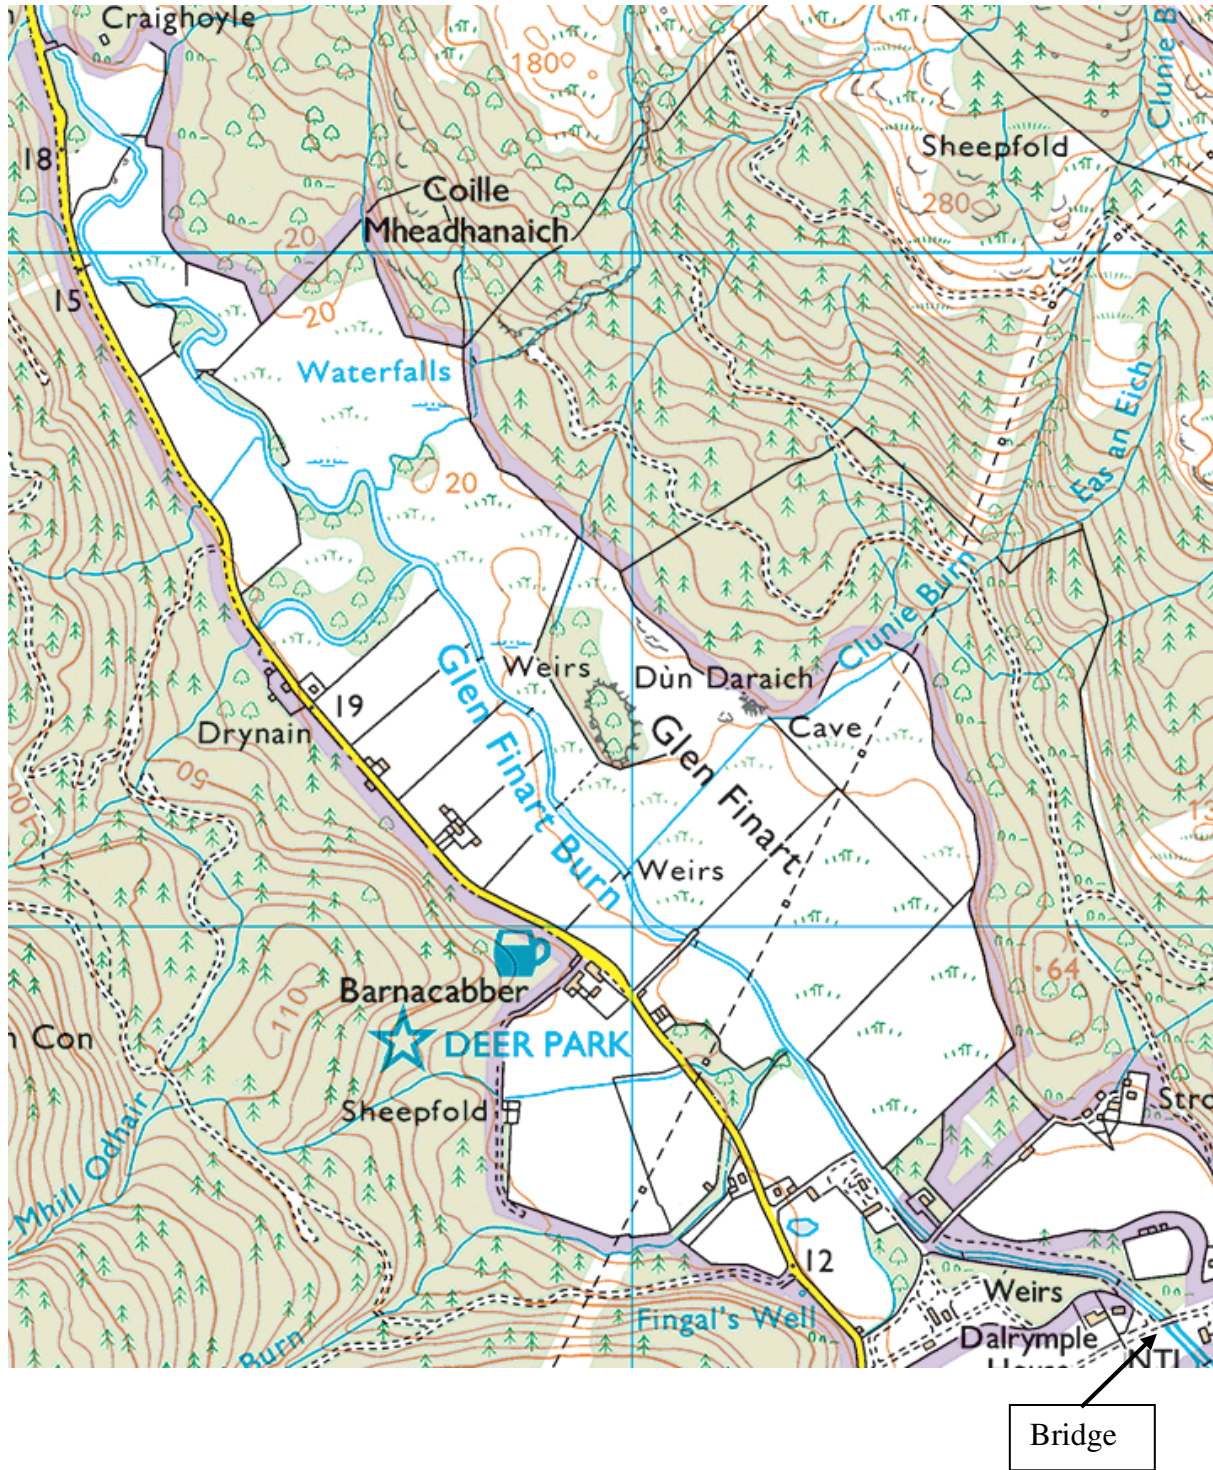 Craighoyle
Clunie B
180
18
Sheepfold
Coille
Mheadhanaich
280
20
20
15
Waterfalls
Eas an Eich
20
Clunie Burn
Weirs
Dùn Daraich
Glen Finart Burn
19
Drynain
Cave
Glen Finart
50
Weirs
Barnacabber
64
110
Con
DEER PARK
Sheepfold
Stro
Mhill Odhair
12
Weirs
Fingal's Well
Dalrymple
Burn
NTL
Bridge